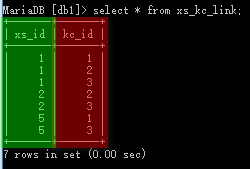 MariaDB [db1]> select * from xs_kc_link;
+-------+-------+
| xs_id | kc_id |
+-------+-------+
| 1 | 1 |
| 1 | 2 |
| 1 | 3 |
| 2 | 2 |
| 2 | 3 |
| 5 | 1 |
| 5 | 3 |
+-------+-------+
7 rows in set (0.00 sec)